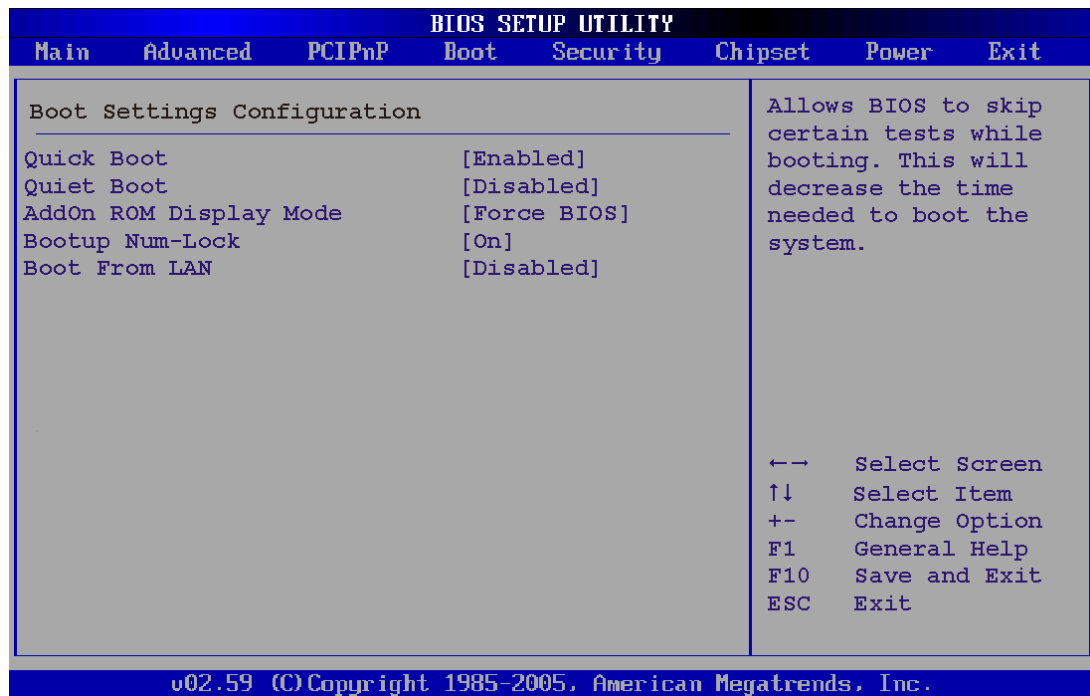 BIOS SETUP UTILITY
Main Advanced PCIPnP Boot Security Chipset Power Exit
Boot Settings Configuration
Quick Boot [Enabled]
Quiet Boot [Disabled]
AddOn ROM Display Mode [Force BIOS]
Bootup Num-Lock [On]
Boot From LAN [Disabled]
Allows BIOS to skip
certain tests while
booting. This will
decrease the time
needed to boot the
system.
←→ Select Screen
↑↓ Select Item
+- Change Option
F1 General Help
F10 Save and Exit
ESC Exit
v02.59 (C)Copyright 1985-2005, American Megatrends, Inc.